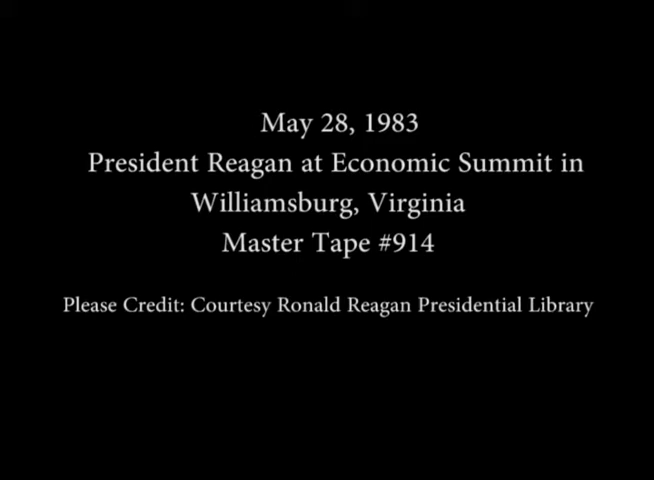 May 28, 1983
President Reagan at Economic Summit in
Williamsburg, Virginia
Master Tape #914
Please Credit: Courtesy Ronald Reagan Presidential Library